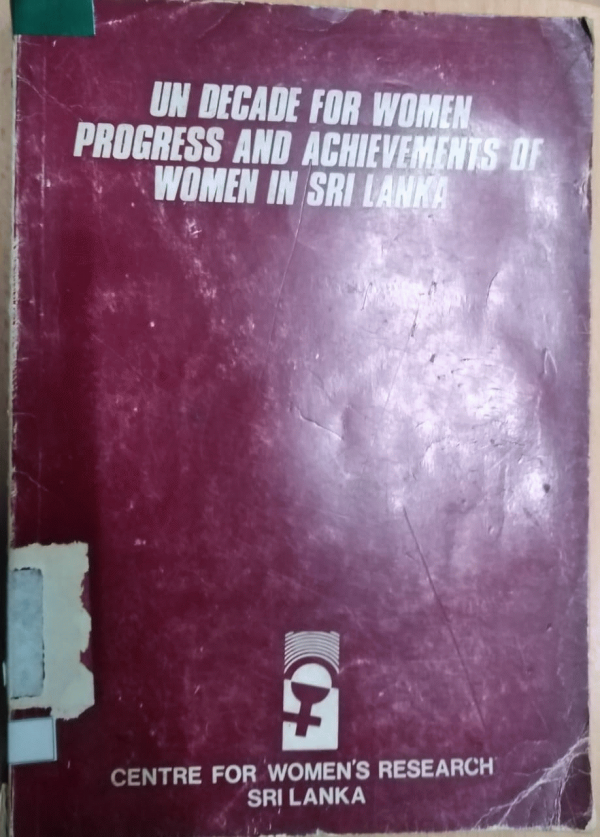 UN DECADE FOR WOMEN
PROGRESS AND ACHIEVEMENTS OF
WOMEN IN SRI LANKA
CENTRE FOR WOMEN'S RESEARCH
SRI LANKA